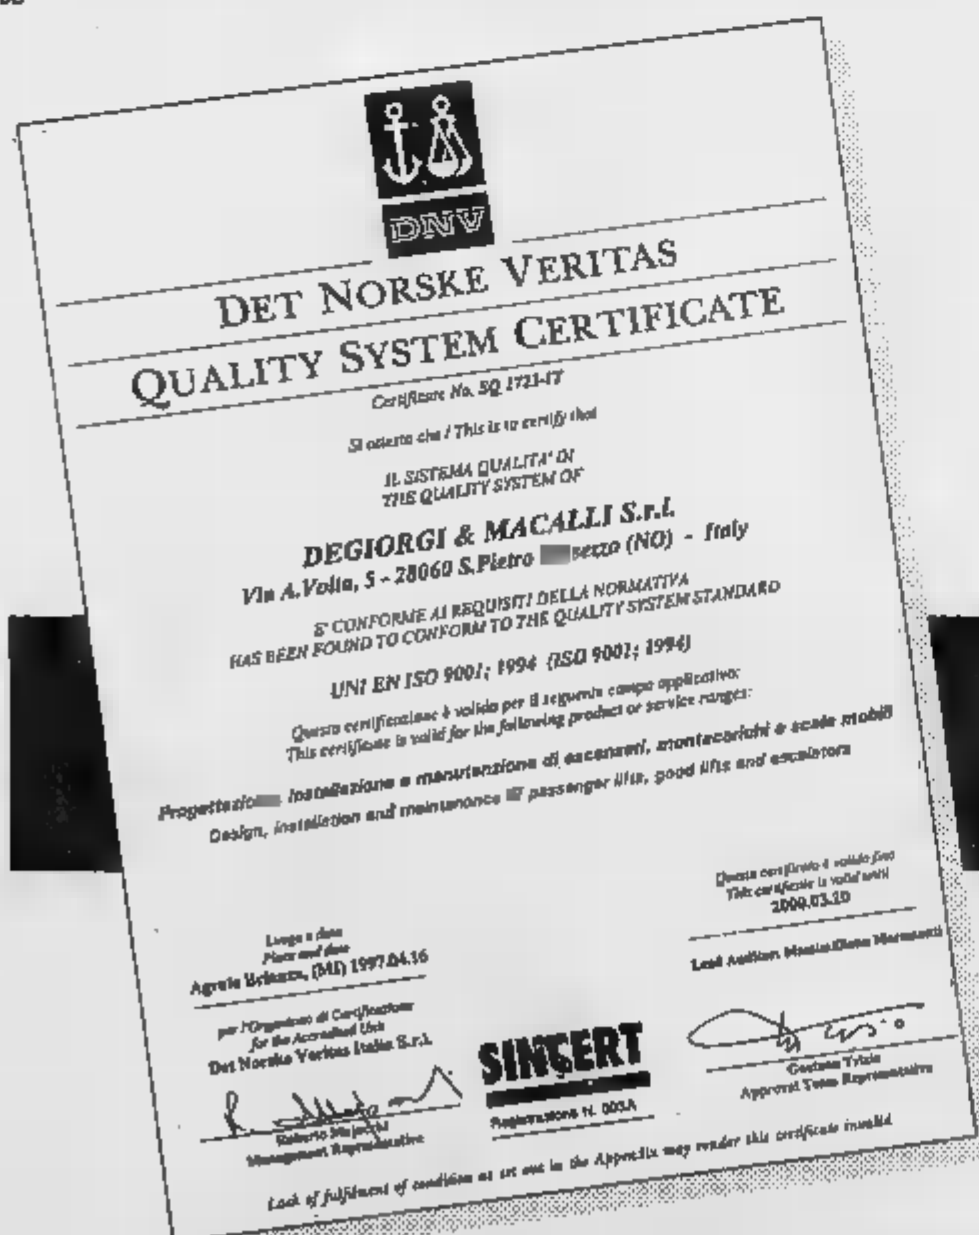 DNV
DET NORSKE VERITAS
QUALITY SYSTEM CERTIFICATE
Certificate No. SQ 1723-IT
Si attesta che / This is to certify that
IL SISTEMA QUALITA' DI
THE QUALITY SYSTEM OF
DEGIORGI & MACALLI S.r.l.
Via A.Volta, 5 - 28060 S.Pietro (NO) - Italy
E' CONFORME AI REQUISITI DELLA NORMATIVA
HAS BEEN FOUND TO CONFORM TO THE QUALITY SYSTEM STANDARD
UNI EN ISO 9001; 1994 (ISO 9001; 1994)
Questa certificazione è valida per il seguente campo applicativo:
This certificate is valid for the following product or service ranges:
installazione e manutenzione di ascensori, montacarichi e scale mobili
Design, installation and maintenance passenger lifts, good lifts and escalators
Questo certificato è valido fino
This certificate is valid until
2000.03.20
Luogo e data
Place and date
Agrate Brianza, (MI) 1997.04.16
Lead Auditor:
per l'Organismo di Certificazione
for the Accredited Unit
Det Norske Veritas Italia S.r.l.
Roberto
Management Representative
SINCERT
Registrazione N. 003A
Gaetano Trizio
Approval Team Representative
Lack of fulfilment of condition as set out in the Appendix may render this certificate invalid